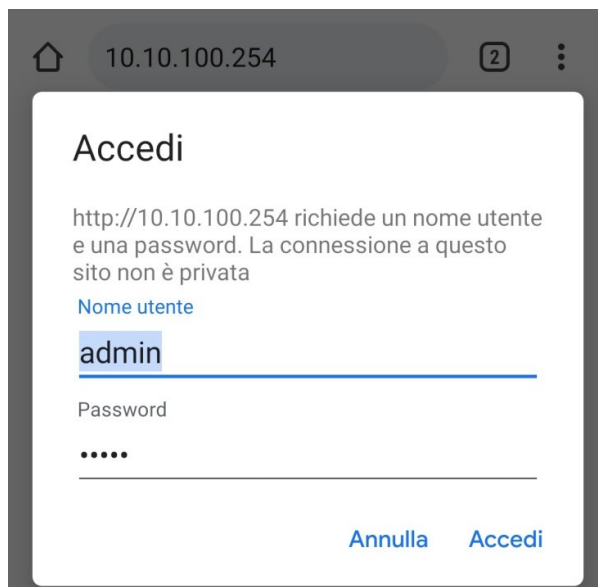 10.10.100.254
2
Accedi
http://10.10.100.254 richiede un nome utente
e una password. La connessione a questo
sito non è privata
Nome utente
admin
Password
•••••
Annulla Accedi